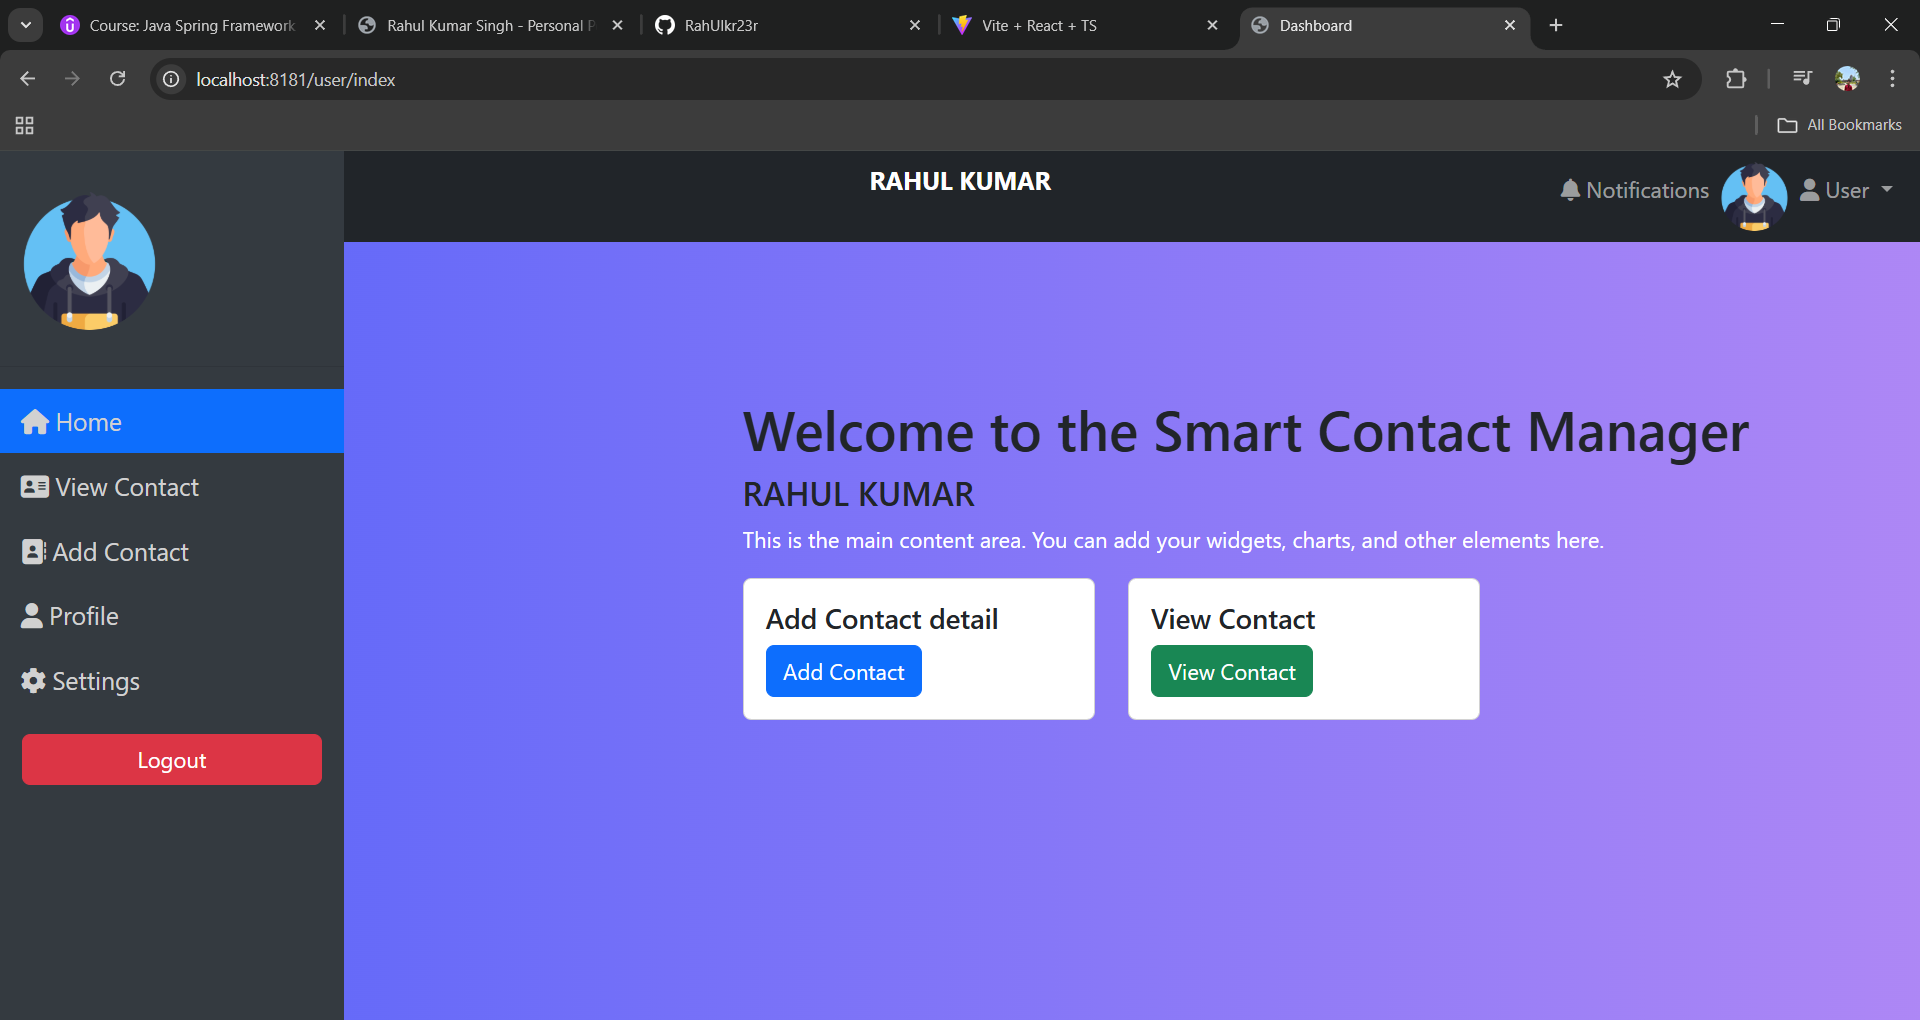 Course: Java Spring Framework
Rahul Kumar Singh - Personal P
RahUlkr23r
Vite + React + TS
Dashboard
localhost:8181/user/index
All Bookmarks
RAHUL KUMAR
Notifications
User
Home
View Contact
Add Contact
Profile
Settings
Logout
Welcome to the Smart Contact Manager
RAHUL KUMAR
This is the main content area. You can add your widgets, charts, and other elements here.
Add Contact detail
Add Contact
View Contact
View Contact